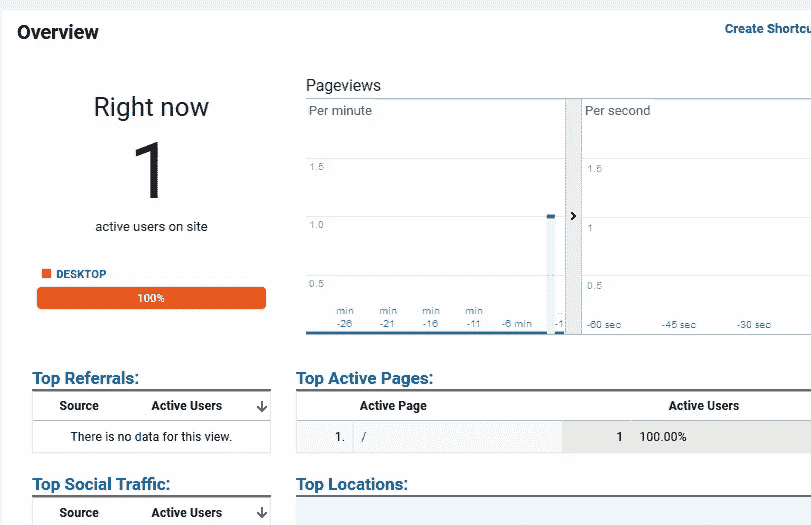 Overview
Create Shortcu
Right now
1
active users on site
DESKTOP
100%
Pageviews
Per minute
Per second
1.5
1.0
0.5
min
-26
min
-21
min
-16
min
-11
-6 min
...
-1
1.5
1
0.5
-60 sec
-45 sec
-30 sec
Top Referrals:
Source Active Users
There is no data for this view.
Top Active Pages:
Active Page Active Users
1. / 1 100.00%
Top Social Traffic:
Source Active Users
Top Locations: